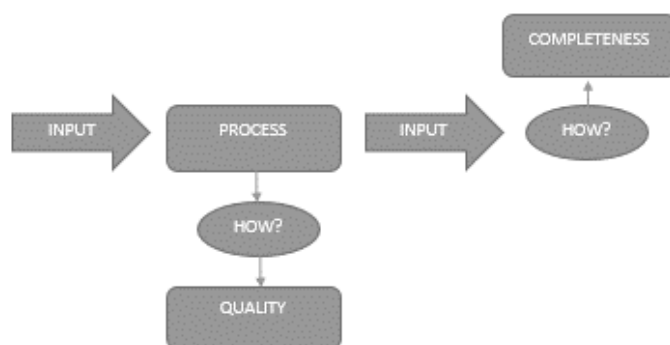 COMPLETENESS
INPUT
PROCESS
INPUT
HOW?
HOW?
QUALITY